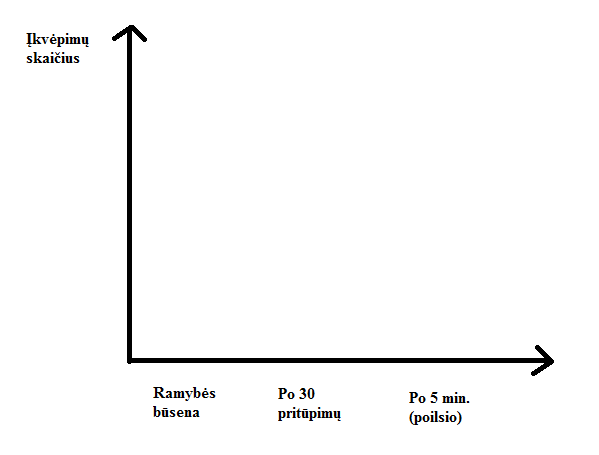 Įkvėpimų
skaičius
Ramybės
būsena
Po 30
pritūpimų
Po 5 min.
(poilsio)